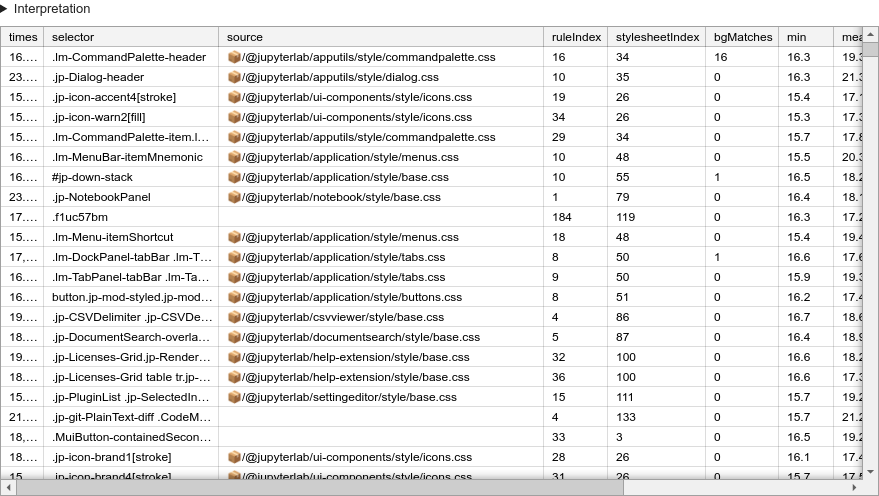 Interpretation
times selector source ruleIndex stylesheetIndex bgMatches min mea
16.… .lm-CommandPalette-header 📦/@jupyterlab/apputils/style/commandpalette.css 16 34 16 16.3 19.3
23.… .jp-Dialog-header 📦/@jupyterlab/apputils/style/dialog.css 10 35 0 16.3 21.3
15.… .jp-icon-accent4[stroke] 📦/@jupyterlab/ui-components/style/icons.css 19 26 0 15.4 17.1
15.… .jp-icon-warn2[fill] 📦/@jupyterlab/ui-components/style/icons.css 34 26 0 15.3 17.3
15.… .lm-CommandPalette-item.l… 📦/@jupyterlab/apputils/style/commandpalette.css 29 34 0 15.7 17.8
16.… .lm-MenuBar-itemMnemonic 📦/@jupyterlab/application/style/menus.css 10 48 0 15.5 20.3
16.… #jp-down-stack 📦/@jupyterlab/application/style/base.css 10 55 1 16.5 18.2
23.… .jp-NotebookPanel 📦/@jupyterlab/notebook/style/base.css 1 79 0 16.4 18.1
17.… .f1uc57bm 184 119 0 16.3 17.2
15.… .lm-Menu-itemShortcut 📦/@jupyterlab/application/style/menus.css 18 48 0 15.4 19.4
17,… .lm-DockPanel-tabBar .lm-T… 📦/@jupyterlab/application/style/tabs.css 8 50 1 16.6 17.6
16.… .lm-TabPanel-tabBar .lm-Ta… 📦/@jupyterlab/application/style/tabs.css 9 50 0 15.9 19.3
16.… button.jp-mod-styled.jp-mod… 📦/@jupyterlab/application/style/buttons.css 8 51 0 16.2 17.4
19.… .jp-CSVDelimiter .jp-CSVDe… 📦/@jupyterlab/csvviewer/style/base.css 4 86 0 16.7 18.6
18.… .jp-DocumentSearch-overla… 📦/@jupyterlab/documentsearch/style/base.css 5 87 0 16.4 18.9
19.… .jp-Licenses-Grid.jp-Render… 📦/@jupyterlab/help-extension/style/base.css 32 100 0 16.6 18.2
18.… .jp-Licenses-Grid table tr.jp-… 📦/@jupyterlab/help-extension/style/base.css 36 100 0 16.6 17.3
15.… .jp-PluginList .jp-SelectedIn… 📦/@jupyterlab/settingeditor/style/base.css 15 111 0 15.7 19.2
21.… .jp-git-PlainText-diff .CodeM… 4 133 0 15.7 21.2
18,… .MuiButton-containedSecon… 33 3 0 16.5 19.2
18.… .jp-icon-brand1[stroke] 📦/@jupyterlab/ui-components/style/icons.css 28 26 0 16.1 17.4
15.… .jp-icon-brand4[stroke] 📦/@jupyterlab/ui-components/style/icons.css 31 26 0 15.7